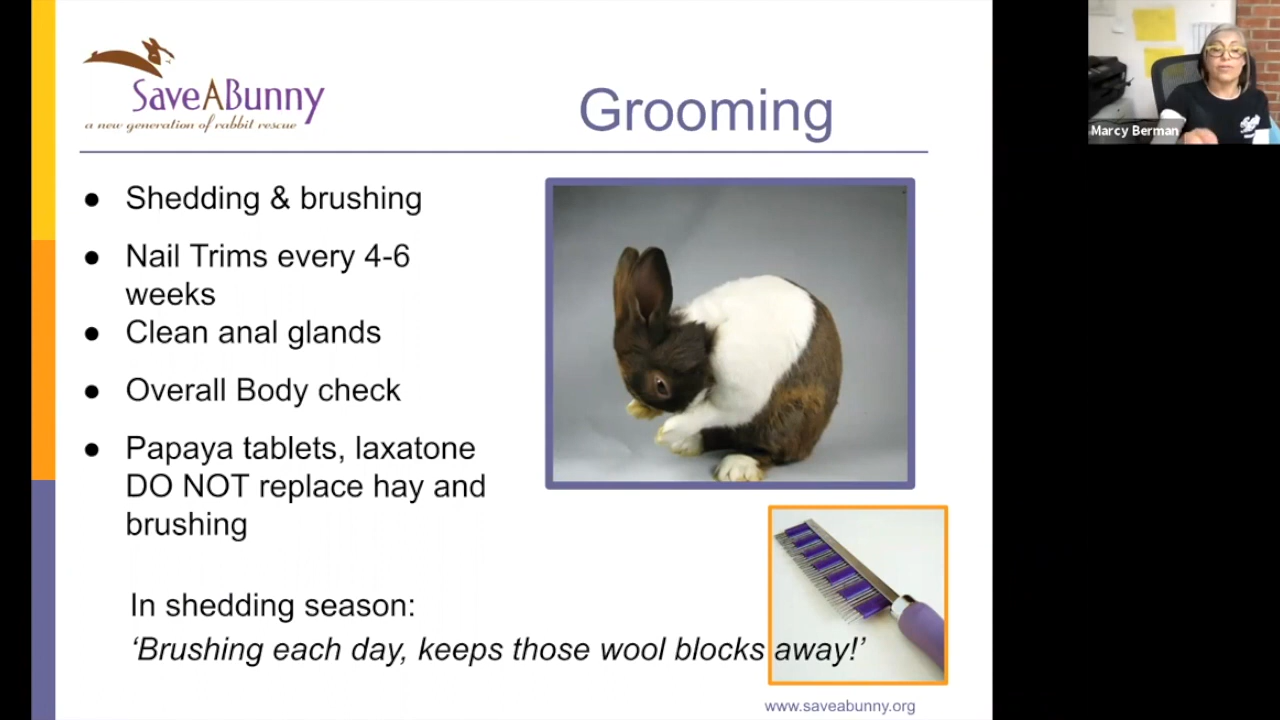 SaveABunny
a new generation of rabbit rescue
Grooming
● Shedding & brushing
● Nail Trims every 4-6
weeks
● Clean anal glands
● Overall Body check
● Papaya tablets, laxatone
DO NOT replace hay and
brushing
In shedding season:
‘Brushing each day, keeps those wool blocks away!’
www.saveabunny.org
Marcy Berman